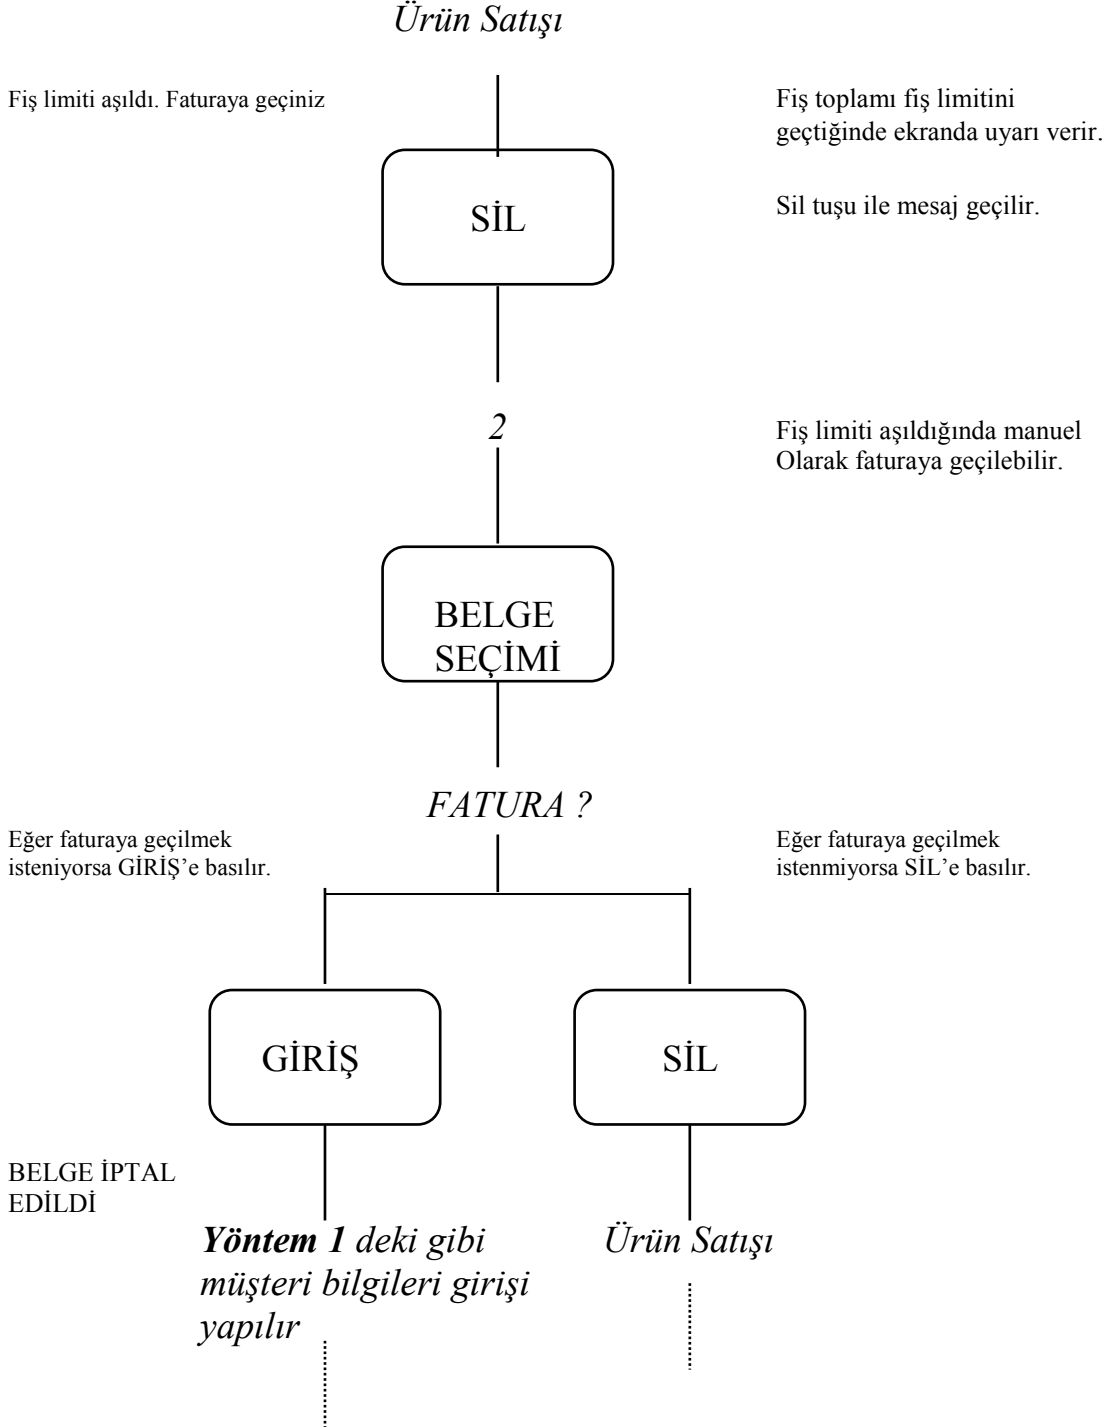 Ürün Satışı
Fiş limiti aşıldı. Faturaya geçiniz
Fiş toplamı fiş limitini
geçtiğinde ekranda uyarı verir.
SİL
Sil tuşu ile mesaj geçilir.
2
Fiş limiti aşıldığında manuel
Olarak faturaya geçilebilir.
BELGE
SEÇİMİ
FATURA ?
Eğer faturaya geçilmek
isteniyorsa GİRİŞ’e basılır.
Eğer faturaya geçilmek
istenmiyorsa SİL’e basılır.
GİRİŞ
SİL
BELGE İPTAL
EDİLDİ
Yöntem 1 deki gibi
müşteri bilgileri girişi
yapılır
Ürün Satışı